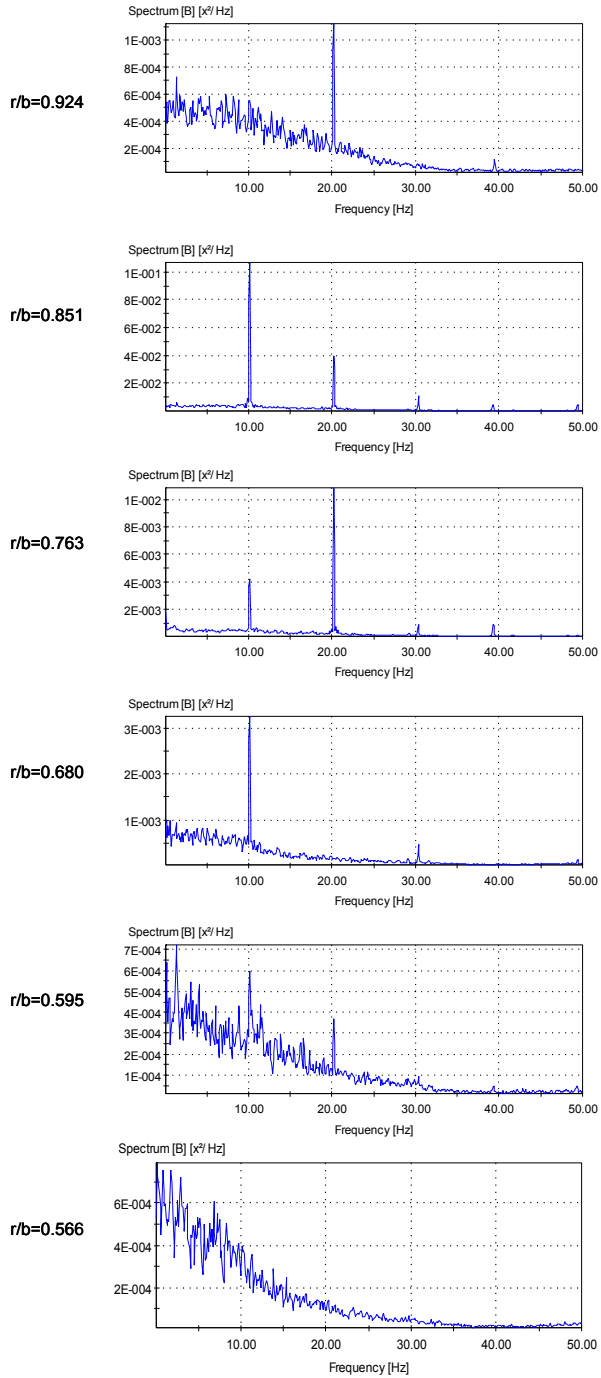 Spectrum [B] [x²/ Hz]
1E-003
8E-004
6E-004
4E-004
2E-004
r/b=0.924
10.00 20.00 30.00 40.00 50.00
Frequency [Hz]
Spectrum [B] [x²/ Hz]
1E-001
8E-002
6E-002
4E-002
2E-002
r/b=0.851
10.00 20.00 30.00 40.00 50.00
Frequency [Hz]
Spectrum [B] [x²/ Hz]
1E-002
8E-003
6E-003
4E-003
2E-003
r/b=0.763
10.00 20.00 30.00 40.00 50.00
Frequency [Hz]
Spectrum [B] [x²/ Hz]
3E-003
2E-003
1E-003
r/b=0.680
10.00 20.00 30.00 40.00 50.00
Frequency [Hz]
Spectrum [B] [x²/ Hz]
7E-004
6E-004
5E-004
4E-004
3E-004
2E-004
1E-004
r/b=0.595
10.00 20.00 30.00 40.00 50.00
Frequency [Hz]
Spectrum [B] [x²/ Hz]
6E-004
4E-004
2E-004
r/b=0.566
10.00 20.00 30.00 40.00 50.00
Frequency [Hz]